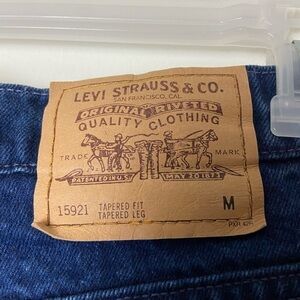 LEVI STRAUSS & CO.
SAN FRANCISCO, CAL.
ORIGINAL RIVETED
QUALITY CLOTHING
TRADE MARK
PATENTED IN U.S. MAY 20 1873
15921 TAPERED FIT M
TAPERED LEG